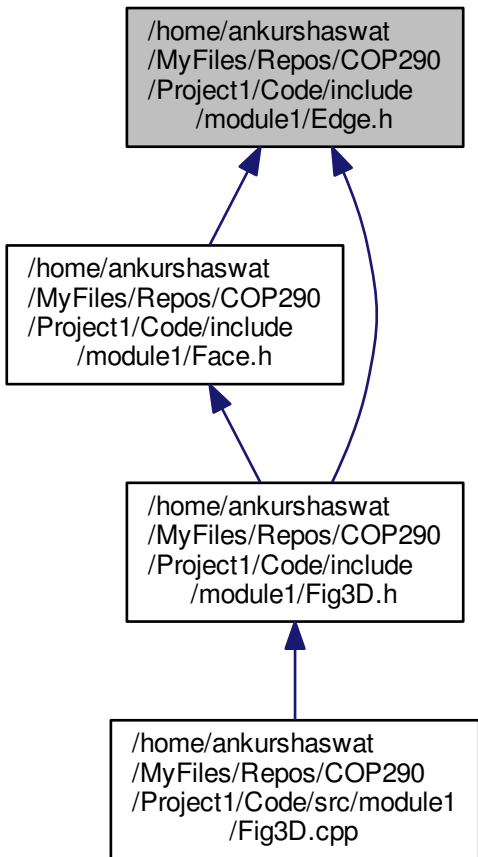 /home/ankurshaswat
/MyFiles/Repos/COP290
/Project1/Code/include
/module1/Edge.h
/home/ankurshaswat
/MyFiles/Repos/COP290
/Project1/Code/include
/module1/Face.h
/home/ankurshaswat
/MyFiles/Repos/COP290
/Project1/Code/include
/module1/Fig3D.h
/home/ankurshaswat
/MyFiles/Repos/COP290
/Project1/Code/src/module1
/Fig3D.cpp